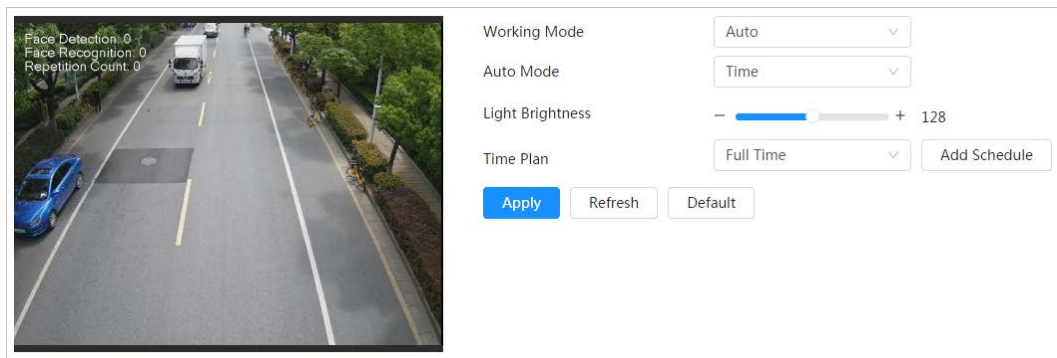 Face Detection: 0
Face Recognition: 0
Repetition Count: 0
Working Mode Auto
Auto Mode Time
Light Brightness - + 128
Time Plan Full Time Add Schedule
Apply Refresh Default